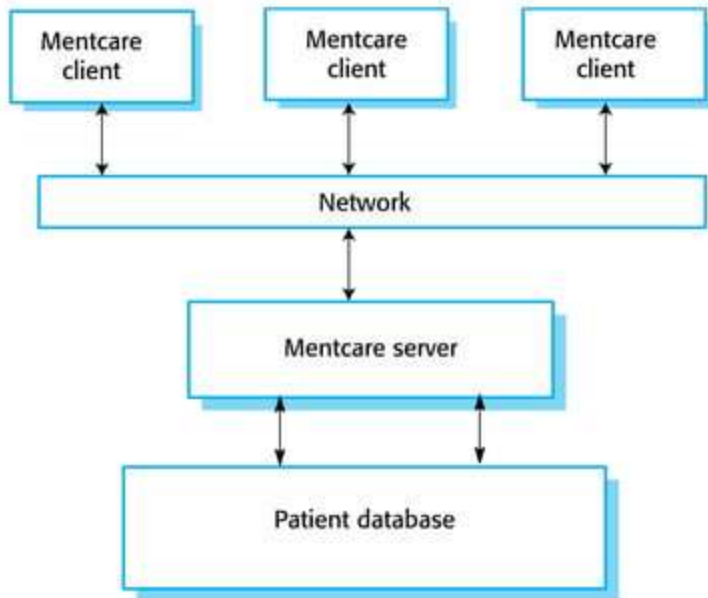 Mentcare
client
Mentcare
client
Mentcare
client
Network
Mentcare server
Patient database